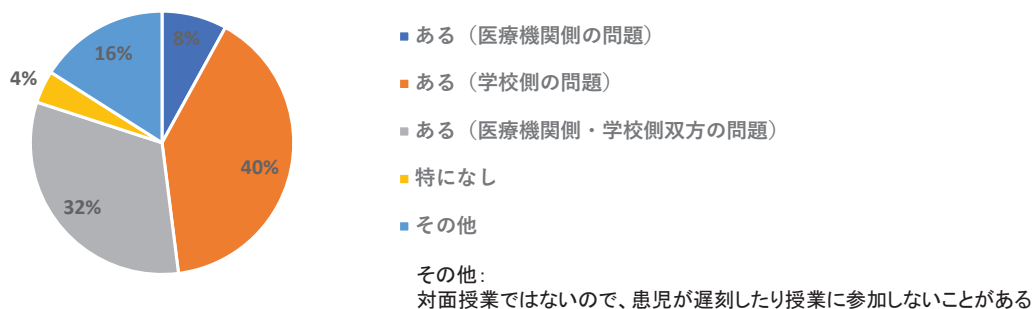 8%
40%
32%
4%
16%
ある（医療機関側の問題）
ある（学校側の問題）
ある（医療機関側・学校側双方の問題）
特になし
その他
その他：
対面授業ではないので、患児が遅刻したり授業に参加しないことがある